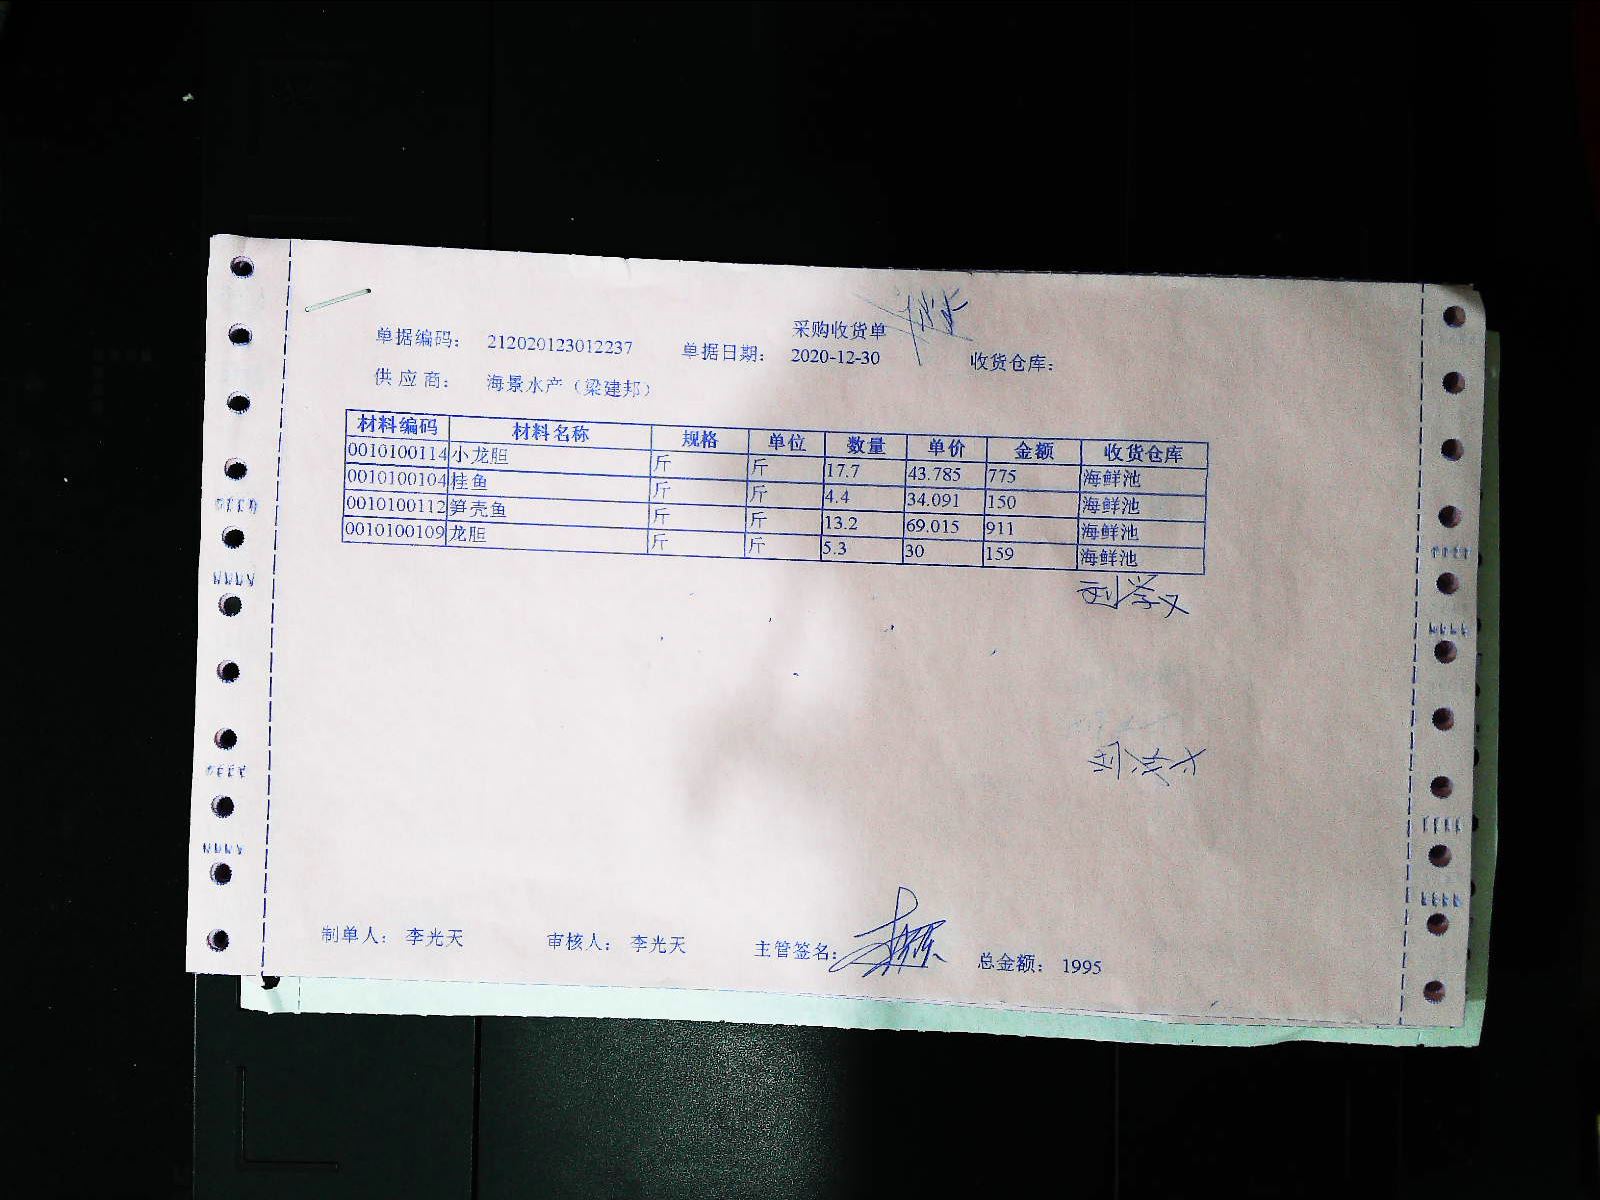 采购收货单
单据编码： 212020123012237 单据日期： 2020-12-30 收货仓库：
供 应 商： 海景水产（梁建邦）
材料编码 材料名称 规格 单位 数量 单价 金额 收货仓库
0010100114 小龙胆 斤 斤 17.7 43.785 775 海鲜池
0010100104 桂鱼 斤 斤 4.4 34.091 150 海鲜池
0010100112 笋壳鱼 斤 斤 13.2 69.015 911 海鲜池
0010100109 龙胆 斤 斤 5.3 30 159 海鲜池
制单人： 李光天 审核人： 李光天 主管签名： 总金额： 1995